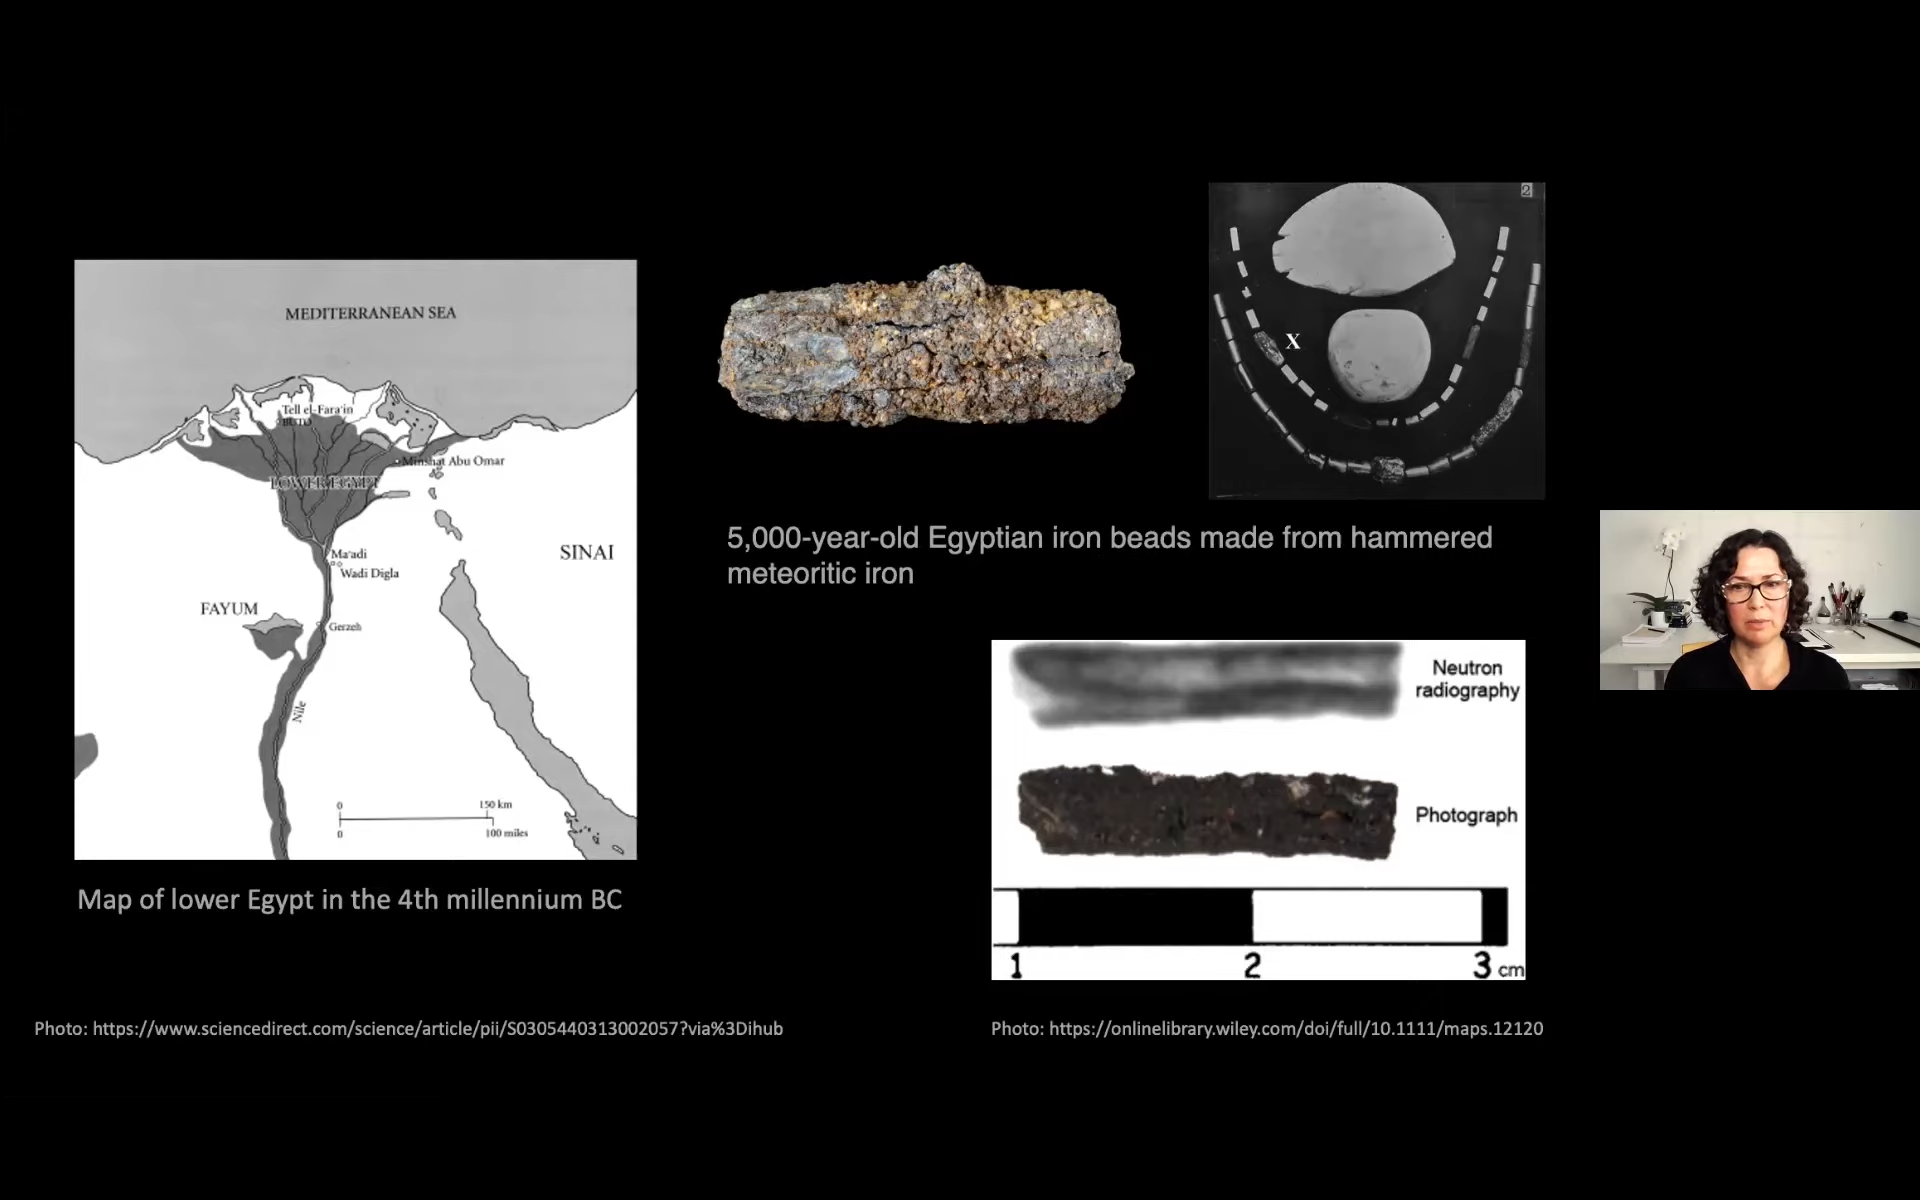 MEDITERRANEAN SEA
Tell el-Fara'in
BUTO
Minshat Abu Omar
LOWER EGYPT
SINAI
Ma'adi
Wadi Digla
FAYUM
Gerzeh
Nile
0 150 km
0 100 miles
Map of lower Egypt in the 4th millennium BC
Photo: https://www.sciencedirect.com/science/article/pii/S0305440313002057?via%3Dihub
2
X
5,000-year-old Egyptian iron beads made from hammered
meteoritic iron
Neutron
radiography
Photograph
1 2 3 cm
Photo: https://onlinelibrary.wiley.com/doi/full/10.1111/maps.12120